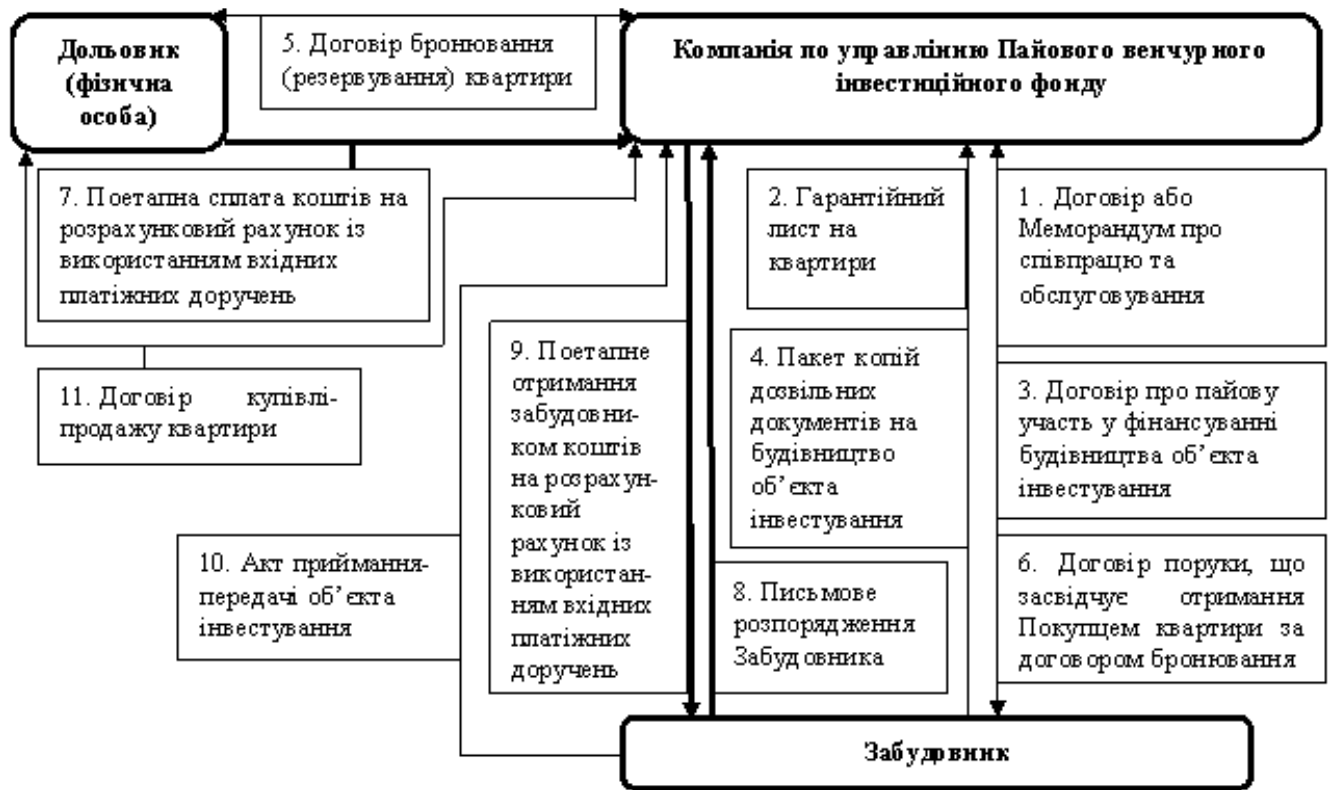 Дольовик
(фізична
особа)
5. Договір бронювання
(резервування) квартири
Компанія по управлінню Пайового венчурного
інвестиційного фонду
7. Поетапна сплата коштів на
розрахунковий рахунок із
використанням вхідних
платіжних доручень
2. Гарантійний
лист на
квартири
1 . Договір або
Меморандум про
співпрацю та
обслуговування
11. Договір купівлі-
продажу квартири
9. Поетапне
отримання
забудовни-
ком коштів
на розрахун-
ковий
рахунок із
використан-
ням вхідних
платіжних
доручень
4. Пакет копій
дозвільних
документів на
будівництво
об’єкта
інвестування
3. Договір про пайову
участь у фінансуванні
будівництва об’єкта
інвестування
10. Акт приймання-
передачі об’єкта
інвестування
8. Письмове
розпорядження
Забудовника
6. Договір поруки, що
засвідчує отримання
Покупцем квартири за
договором бронювання
Забудовник